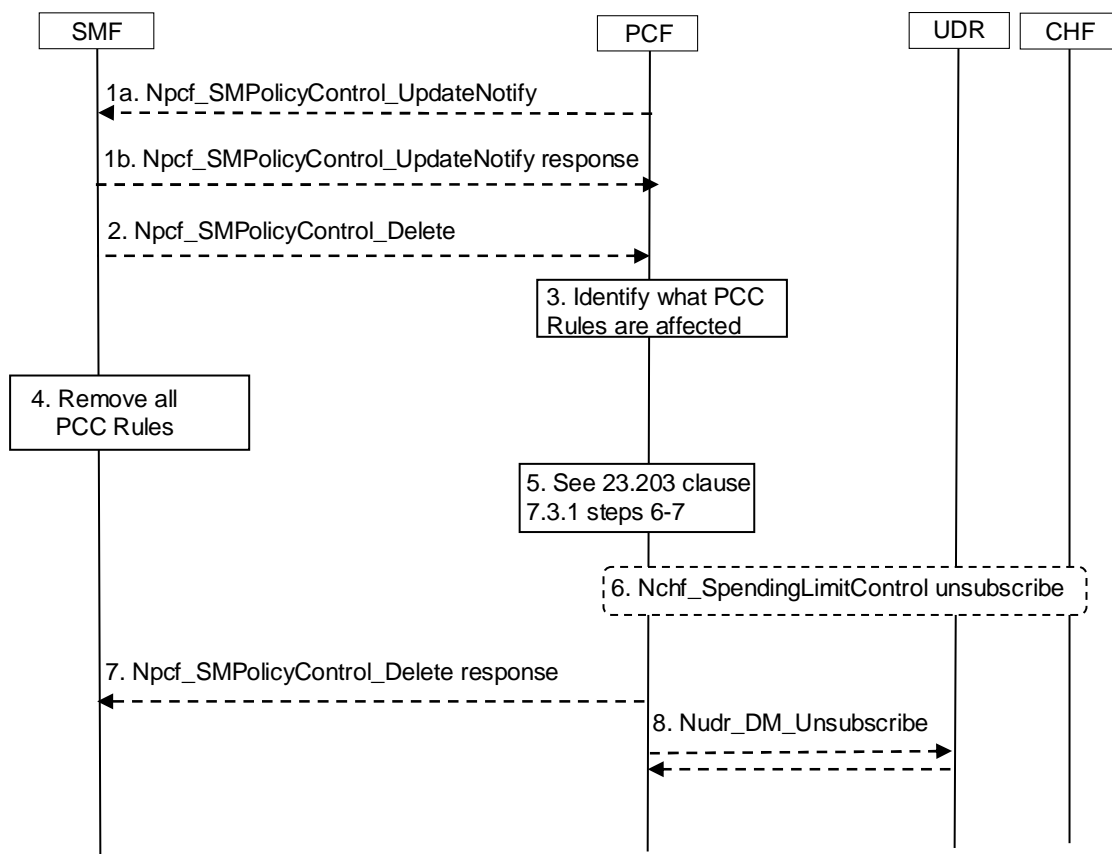 SMF
PCF
UDR
CHF
1a. Npcf_SMPolicyControl_UpdateNotify
1b. Npcf_SMPolicyControl_UpdateNotify response
2. Npcf_SMPolicyControl_Delete
3. Identify what PCC
Rules are affected
4. Remove all
PCC Rules
5. See 23.203 clause
7.3.1 steps 6-7
6. Nchf_SpendingLimitControl unsubscribe
7. Npcf_SMPolicyControl_Delete response
8. Nudr_DM_Unsubscribe